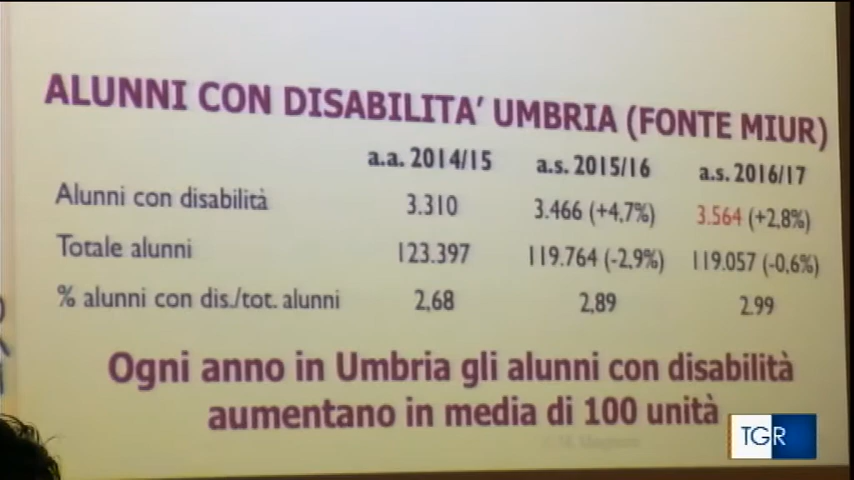 ALUNNI CON DISABILITA' UMBRIA (FONTE MIUR)
a.a. 2014/15 a.s. 2015/16 a.s. 2016/17
Alunni con disabilità 3.310 3.466 (+4,7%) 3.564 (+2,8%)
Totale alunni 123.397 119.764 (-2,9%) 119.057 (-0,6%)
% alunni con dis./tot. alunni 2,68 2,89 2.99
Ogni anno in Umbria gli alunni con disabilità
aumentano in media di 100 unità
TGR